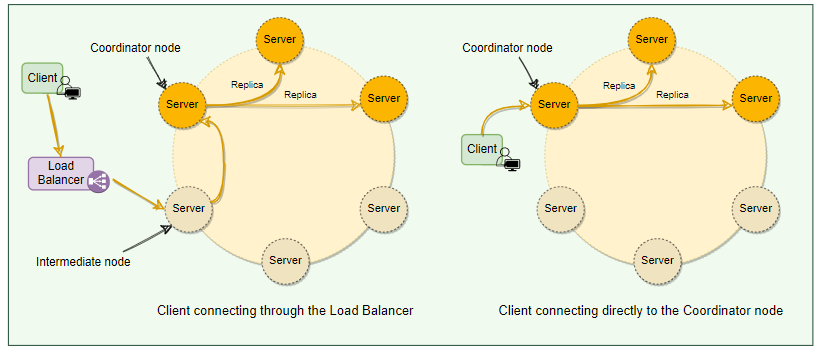 Coordinator node
Server
Client
Replica
Replica
Server
Server
Load
Balancer
Server
Server
Server
Intermediate node
Client connecting through the Load Balancer
Coordinator node
Server
Replica
Replica
Server
Server
Client
Server
Server
Server
Client connecting directly to the Coordinator node